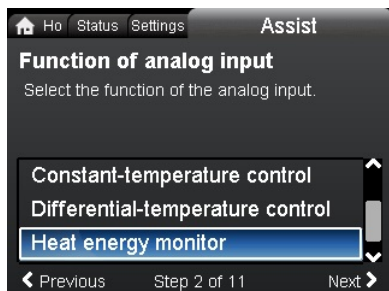 Ho Status Settings Assist
Function of analog input
Select the function of the analog input.
Constant-temperature control
Differential-temperature control
Heat energy monitor
Previous Step 2 of 11 Next